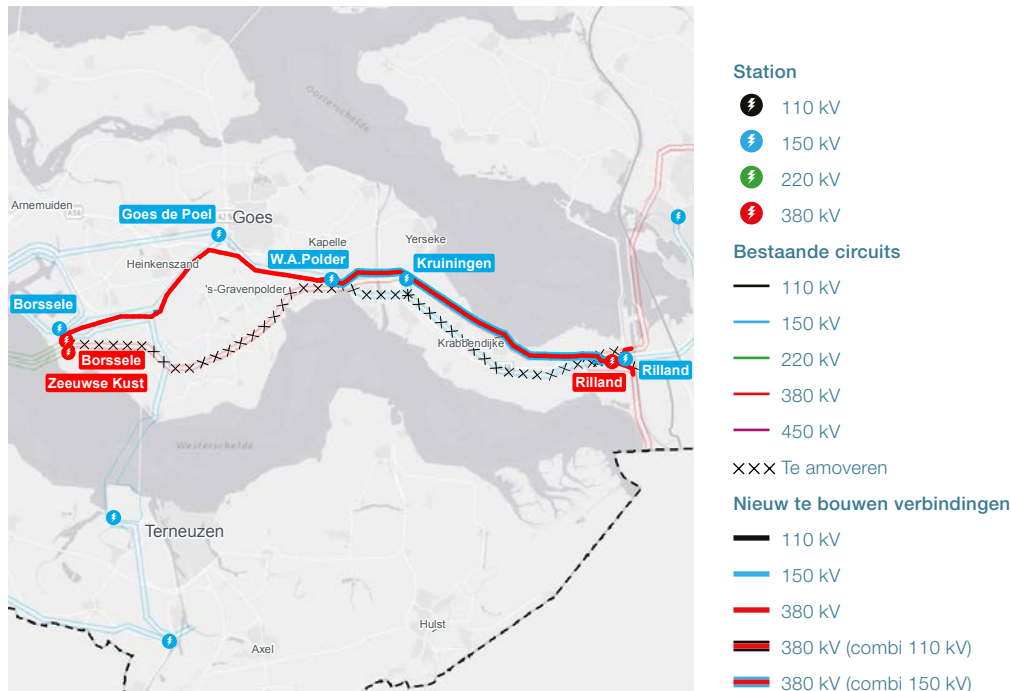 Oosterschelde
Arnemuiden
A58
Goes de Poel
A2
Goes
Kapelle
Yerseke
Heinkenszand
W.A.Polder
Kruiningen
's-Gravenpolder
Borssele
Krabbendijke
Borssele
Zeeuwse Kust
Rilland
Rilland
Westerschelde
Terneuzen
Hulst
Axel
Station
110 kV
150 kV
220 kV
380 kV
Bestaande circuits
110 kV
150 kV
220 kV
380 kV
450 kV
Te amoveren
Nieuw te bouwen verbindingen
110 kV
150 kV
380 kV
380 kV (combi 110 kV)
380 kV (combi 150 kV)